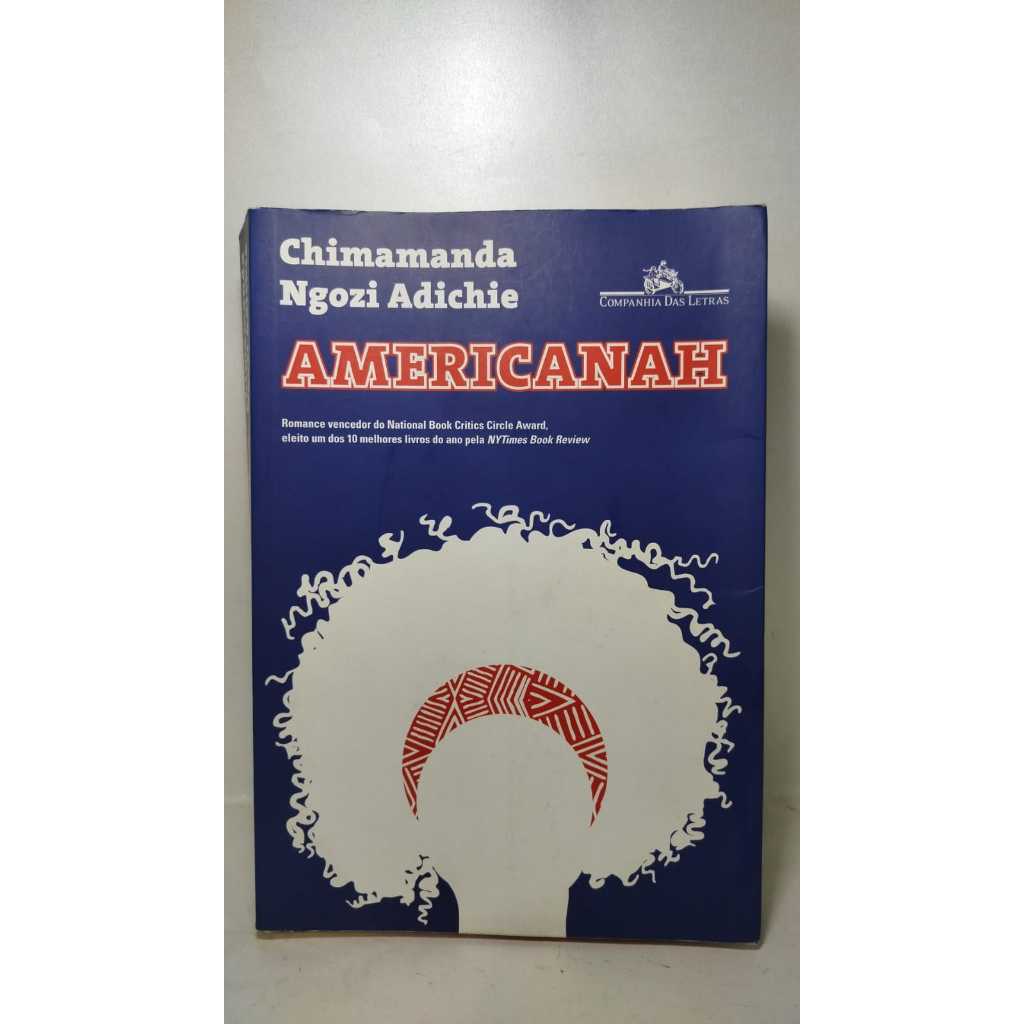 Chimamanda
Ngozi Adichie
COMPANHIA DAS LETRAS
AMERICANAH
Romance vencedor do National Book Critics Circle Award,
eleito um dos 10 melhores livros do ano pela NYTimes Book Review